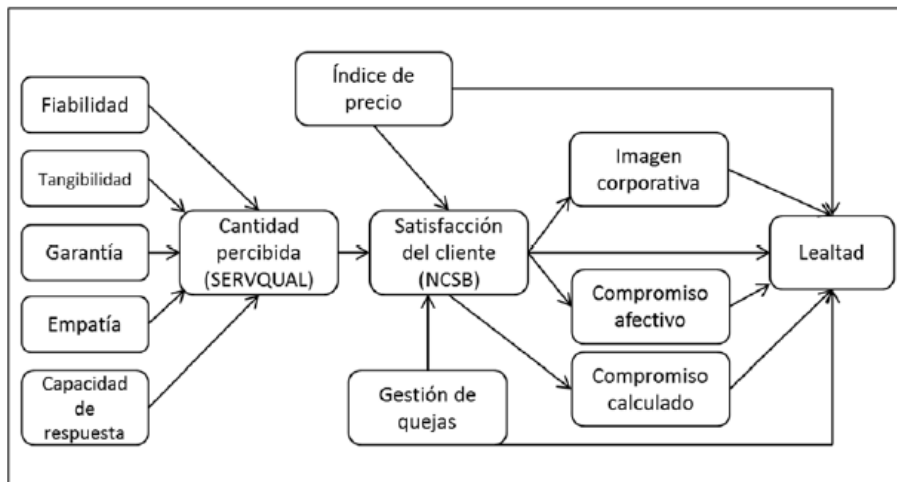 Fiabilidad
Tangibilidad
Garantía
Empatía
Capacidad
de
respuesta
Cantidad
percibida
(SERVQUAL)
Índice de
precio
Satisfacción
del cliente
(NCSB)
Gestión de
quejas
Imagen
corporativa
Compromiso
afectivo
Compromiso
calculado
Lealtad